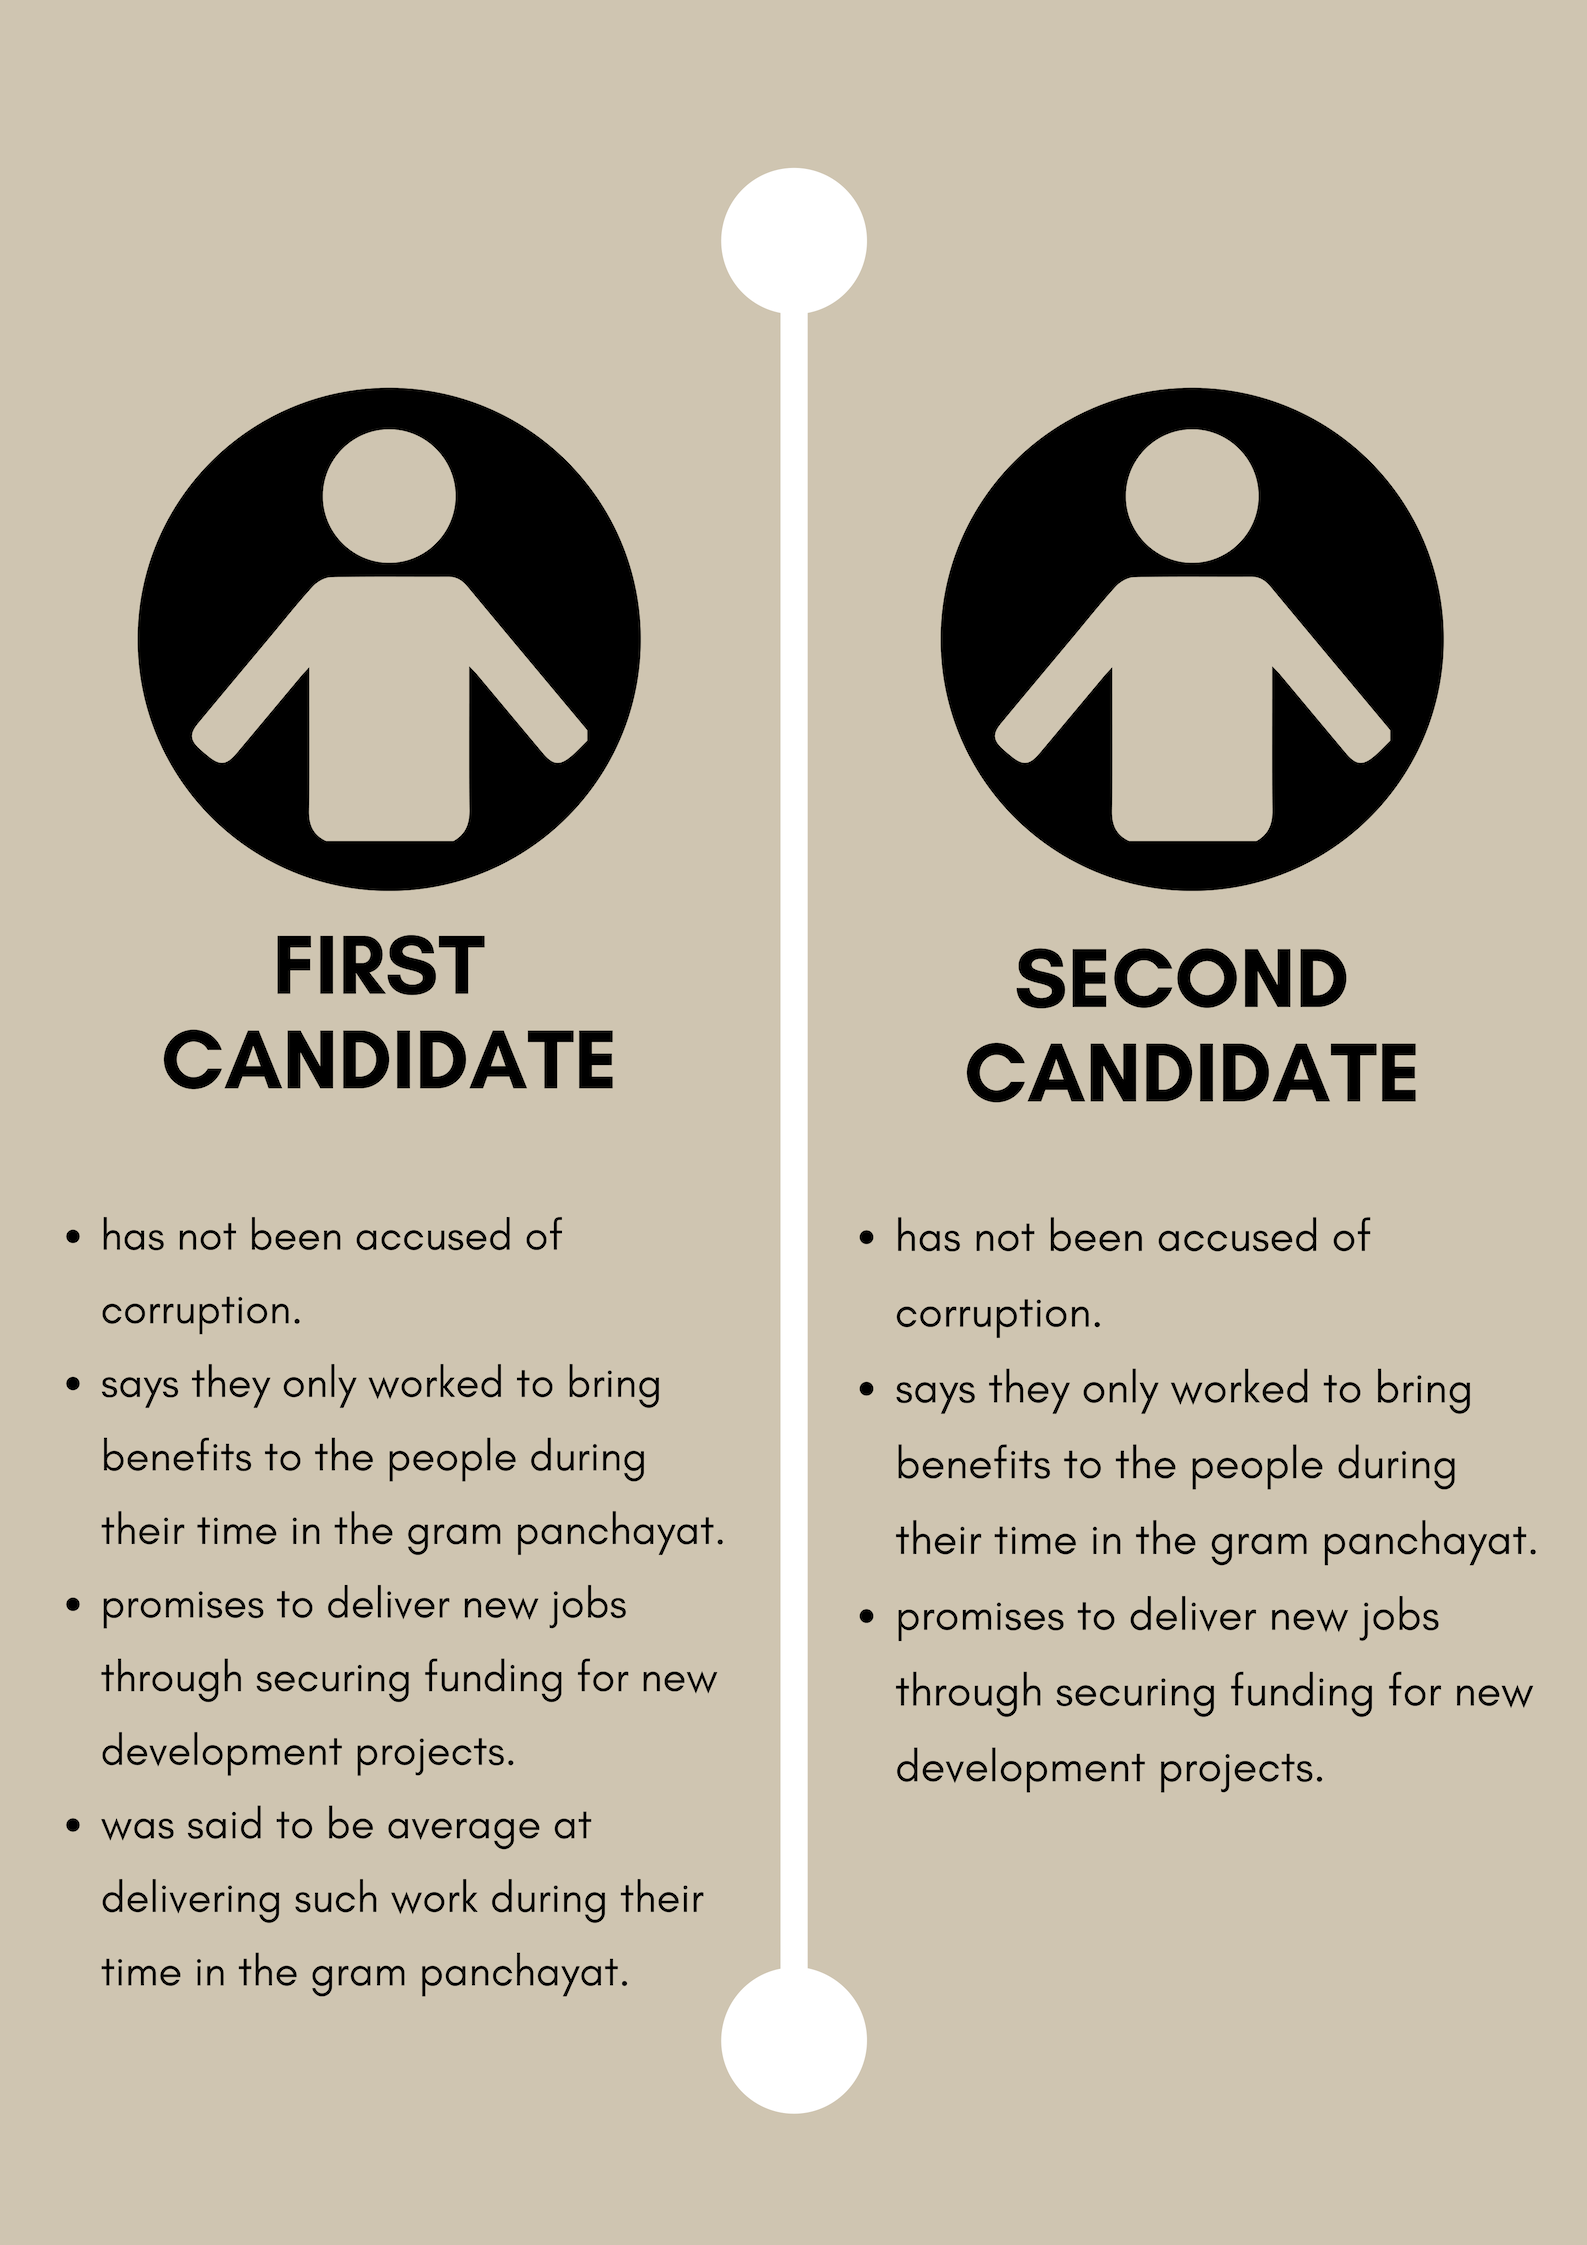 FIRST
CANDIDATE
• has not been accused of
corruption.
• says they only worked to bring
benefits to the people during
their time in the gram panchayat.
• promises to deliver new jobs
through securing funding for new
development projects.
• was said to be average at
delivering such work during their
time in the gram panchayat.
SECOND
CANDIDATE
• has not been accused of
corruption.
• says they only worked to bring
benefits to the people during
their time in the gram panchayat.
• promises to deliver new jobs
through securing funding for new
development projects.